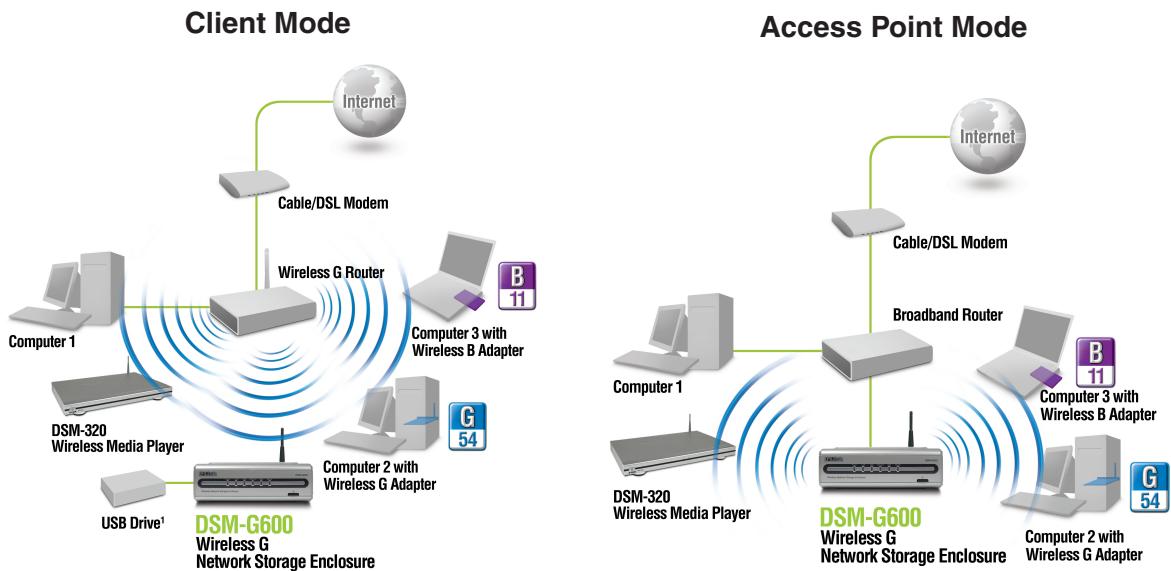 Client Mode
Internet
Cable/DSL Modem
Wireless G Router
B
11
Computer 1
Computer 3 with
Wireless B Adapter
DSM-320
Wireless Media Player
G
54
Computer 2 with
Wireless G Adapter
USB Drive¹
DSM-G600
Wireless G
Network Storage Enclosure
Access Point Mode
Internet
Cable/DSL Modem
Broadband Router
B
11
Computer 1
Computer 3 with
Wireless B Adapter
DSM-320
Wireless Media Player
G
54
DSM-G600
Wireless G
Network Storage Enclosure
Computer 2 with
Wireless G Adapter